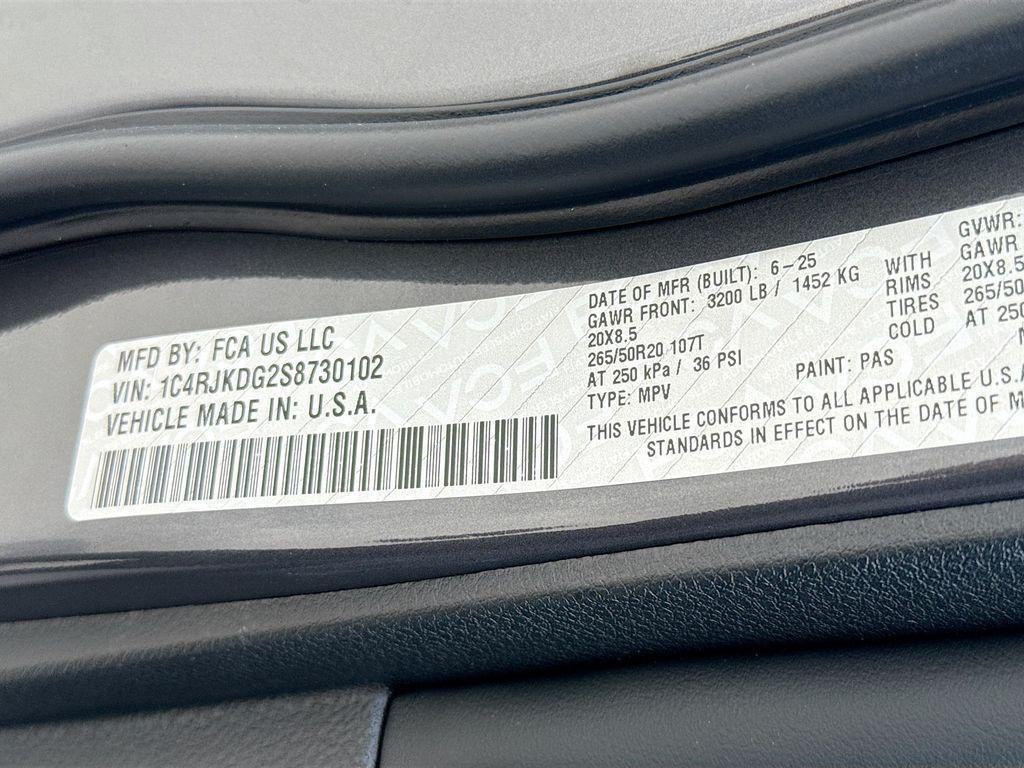 MFD BY: FCA US LLC
VIN: 1C4RJKDG2S8730102
VEHICLE MADE IN: U.S.A.
DATE OF MFR (BUILT): 6-25
GAWR FRONT: 3200 LB / 1452 KG WITH
20X8.5 RIMS
265/50R20 107T TIRES
AT 250 kPa / 36 PSI COLD
TYPE: MPV PAINT: PAS
THIS VEHICLE CONFORMS TO ALL APPLICABLE U.S.A.
STANDARDS IN EFFECT ON THE DATE OF M
GVWR:
GAWR
20X8.5
265/50
AT 250